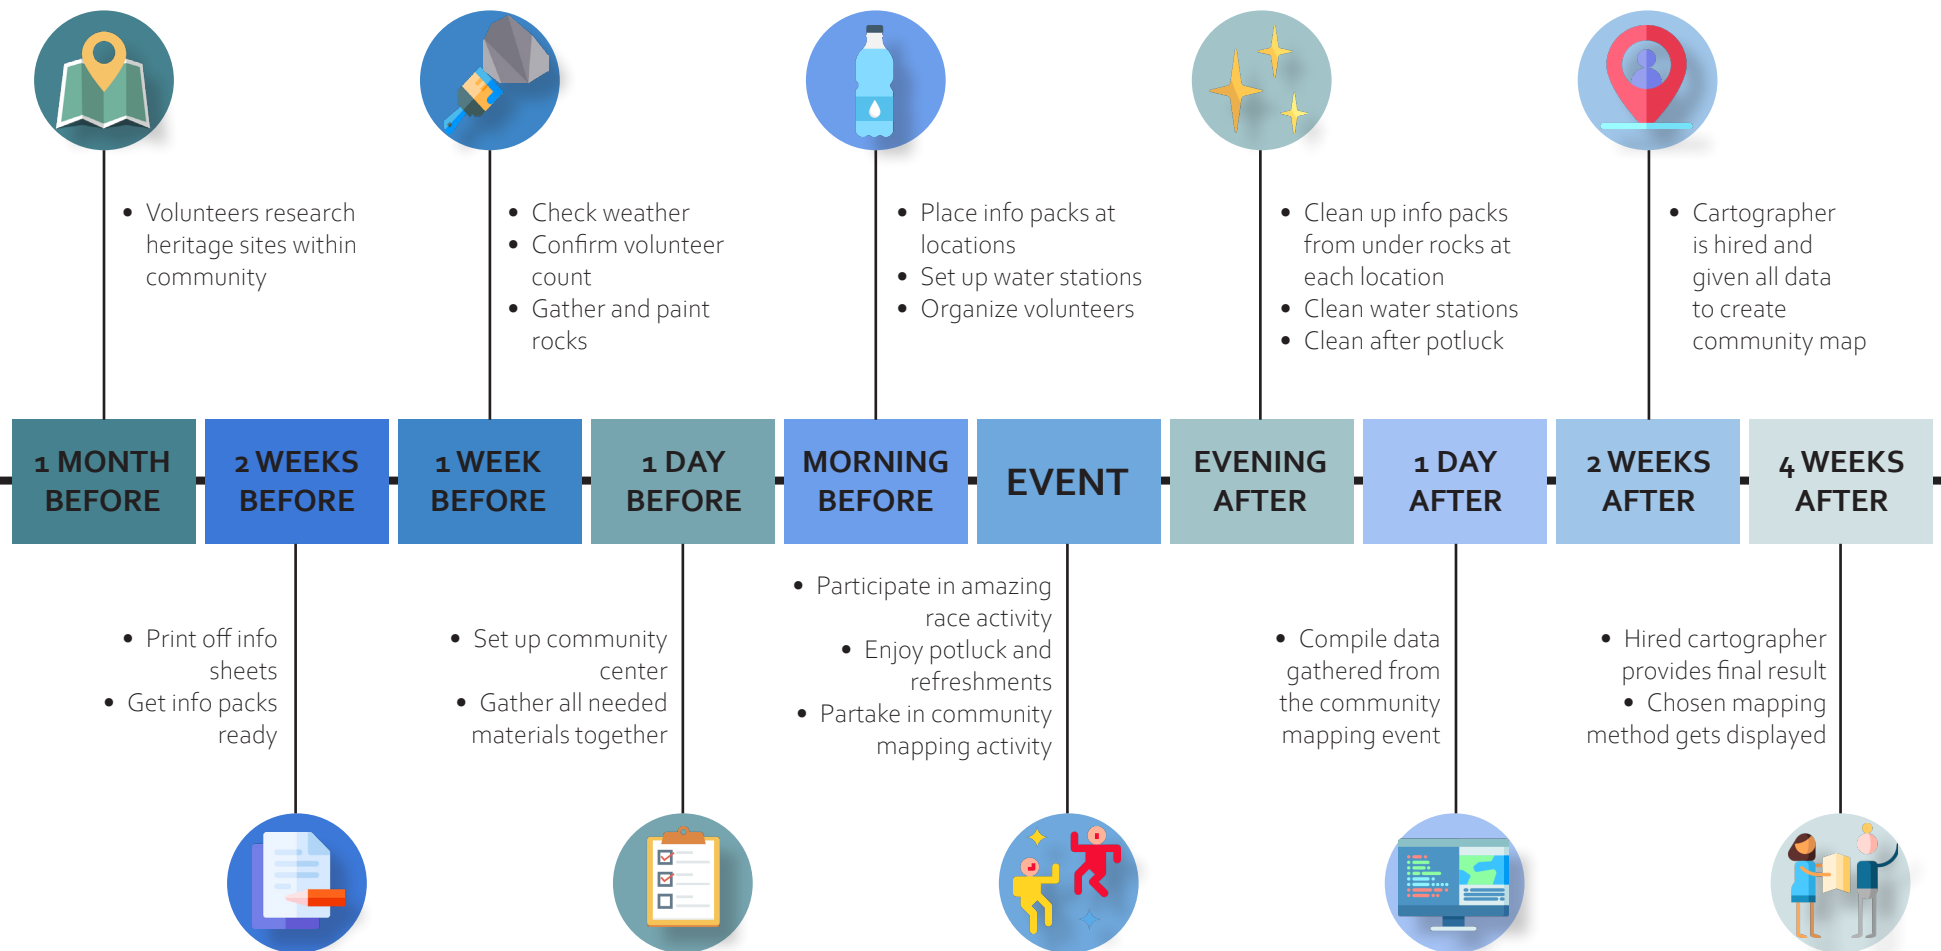 • Volunteers research
heritage sites within
community
• Check weather
• Confirm volunteer
count
• Gather and paint
rocks
• Place info packs at
locations
• Set up water stations
• Organize volunteers
• Clean up info packs
from under rocks at
each location
• Clean water stations
• Clean after potluck
• Cartographer
is hired and
given all data
to create
community map
1 MONTH
BEFORE
2 WEEKS
BEFORE
1 WEEK
BEFORE
1 DAY
BEFORE
MORNING
BEFORE
EVENT
EVENING
AFTER
1 DAY
AFTER
2 WEEKS
AFTER
4 WEEKS
AFTER
• Print off info
sheets
• Get info packs
ready
• Set up community
center
• Gather all needed
materials together
• Participate in amazing
race activity
• Enjoy potluck and
refreshments
• Partake in community
mapping activity
• Compile data
gathered from
the community
mapping event
• Hired cartographer
provides final result
• Chosen mapping
method gets displayed